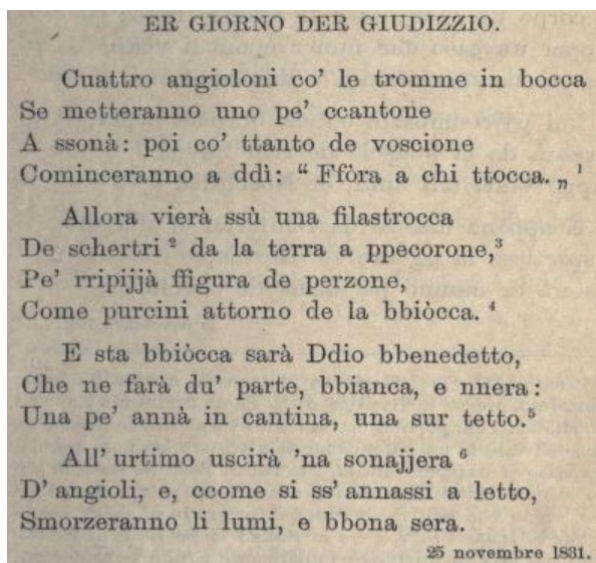 ER GIORNO DER GIUDIZZIO.
Cuattro angioloni co' le tromme in bocca
Se metteranno uno pe' ccantone
A ssonà: poi co' ttanto de voscione
Cominceranno a ddì: “ Ffòra a chi ttocca. „ ¹
Allora vierà ssù una filastrocca
De schertri ² da la terra a ppecorone,³
Pe' rripijjà ffigura de perzone,
Come purcini attorno de la bbiòcca. ⁴
E sta bbiòcca sarà Ddio bbenedetto,
Che ne farà du' parte, bbianca, e nnera:
Una pe' annà in cantina, una sur tetto.⁵
All' urtimo uscirà 'na sonajjera ⁶
D' angioli, e, ccome si ss' annassi a letto,
Smorzeranno li lumi, e bbona sera.
25 novembre 1831.